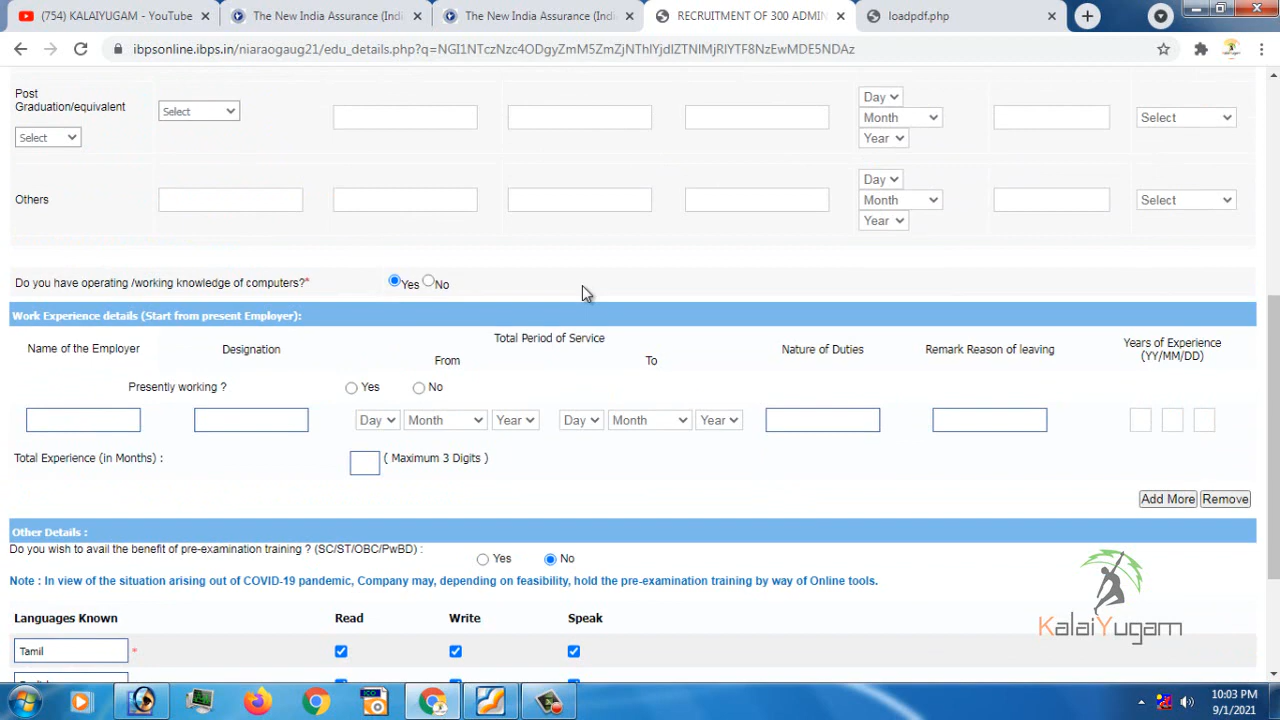 (754) KALAIYUGAM - YouTube
The New India Assurance (Indi
The New India Assurance (Indi
RECRUITMENT OF 300 ADMIN
loadpdf.php
Post
Graduation/equivalent
Select
Select
Day
Month
Year
Select
Others
Day
Month
Year
Select
Do you have operating /working knowledge of computers?*
Yes No
Work Experience details (Start from present Employer):
Name of the Employer
Designation
Total Period of Service
From
To
Nature of Duties
Remark Reason of leaving
Years of Experience
(YY/MM/DD)
Presently working ?
Yes
No
Day Month Year Day Month Year
Total Experience (in Months) :
( Maximum 3 Digits )
Add More Remove
Other Details :
Do you wish to avail the benefit of pre-examination training ? (SC/ST/OBC/PwBD) :
Yes
No
Note : In view of the situation arising out of COVID-19 pandemic, Company may, depending on feasibility, hold the pre-examination training by way of Online tools.
Languages Known Read Write Speak
Tamil *
KalaiYugam
10:03 PM
9/1/2021